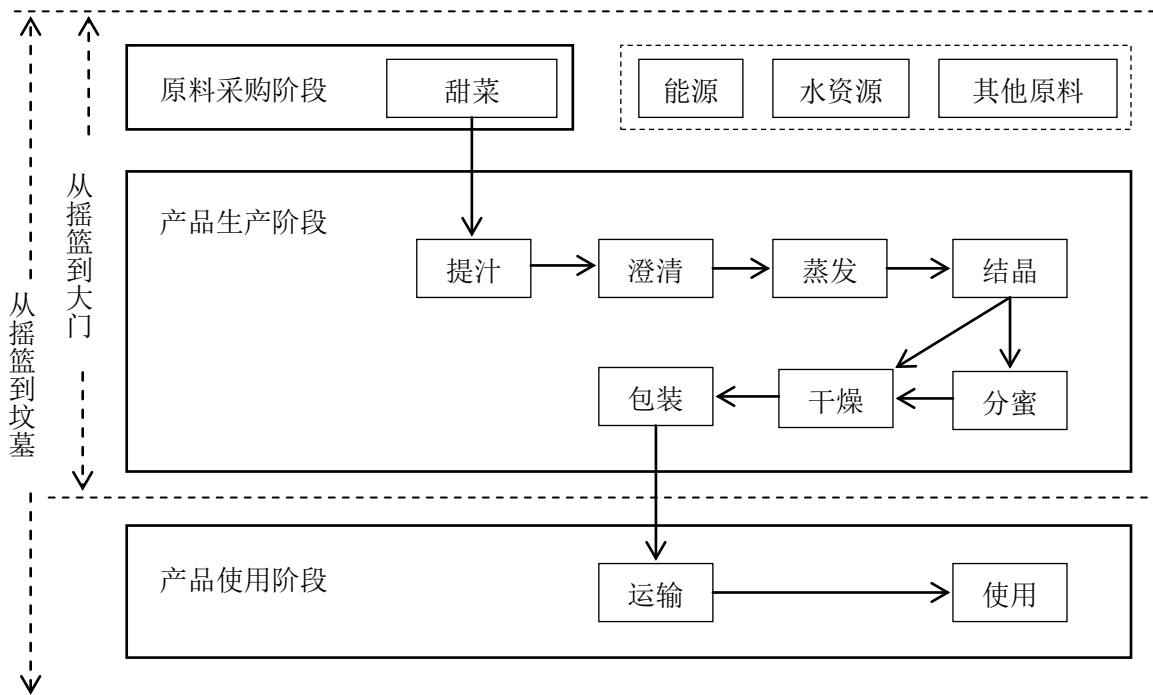 原料采购阶段
甜菜
能源
水资源
其他原料
从摇篮到大门
从摇篮到坟墓
产品生产阶段
提汁
澄清
蒸发
结晶
包装
干燥
分蜜
产品使用阶段
运输
使用